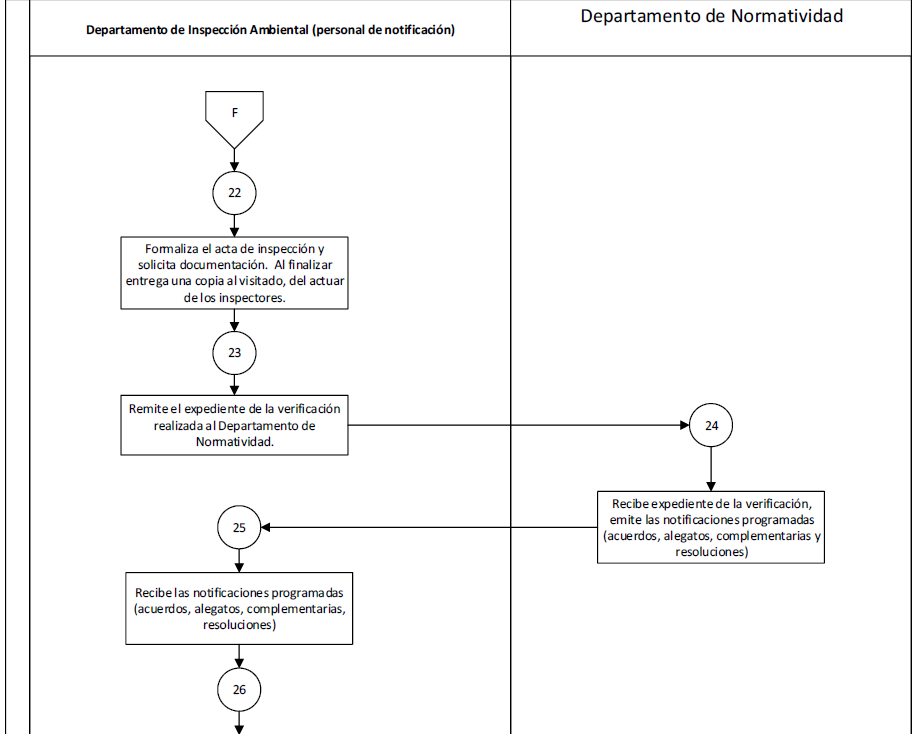 Departamento de Inspección Ambiental (personal de notificación)
Departamento de Normatividad
F
22
Formaliza el acta de inspección y
solicita documentación. Al finalizar
entrega una copia al visitado, del actuar
de los inspectores.
23
Remite el expediente de la verificación
realizada al Departamento de
Normatividad.
24
Recibe expediente de la verificación,
emite las notificaciones programadas
(acuerdos, alegatos, complementarias y
resoluciones)
25
Recibe las notificaciones programadas
(acuerdos, alegatos, complementarias,
resoluciones)
26